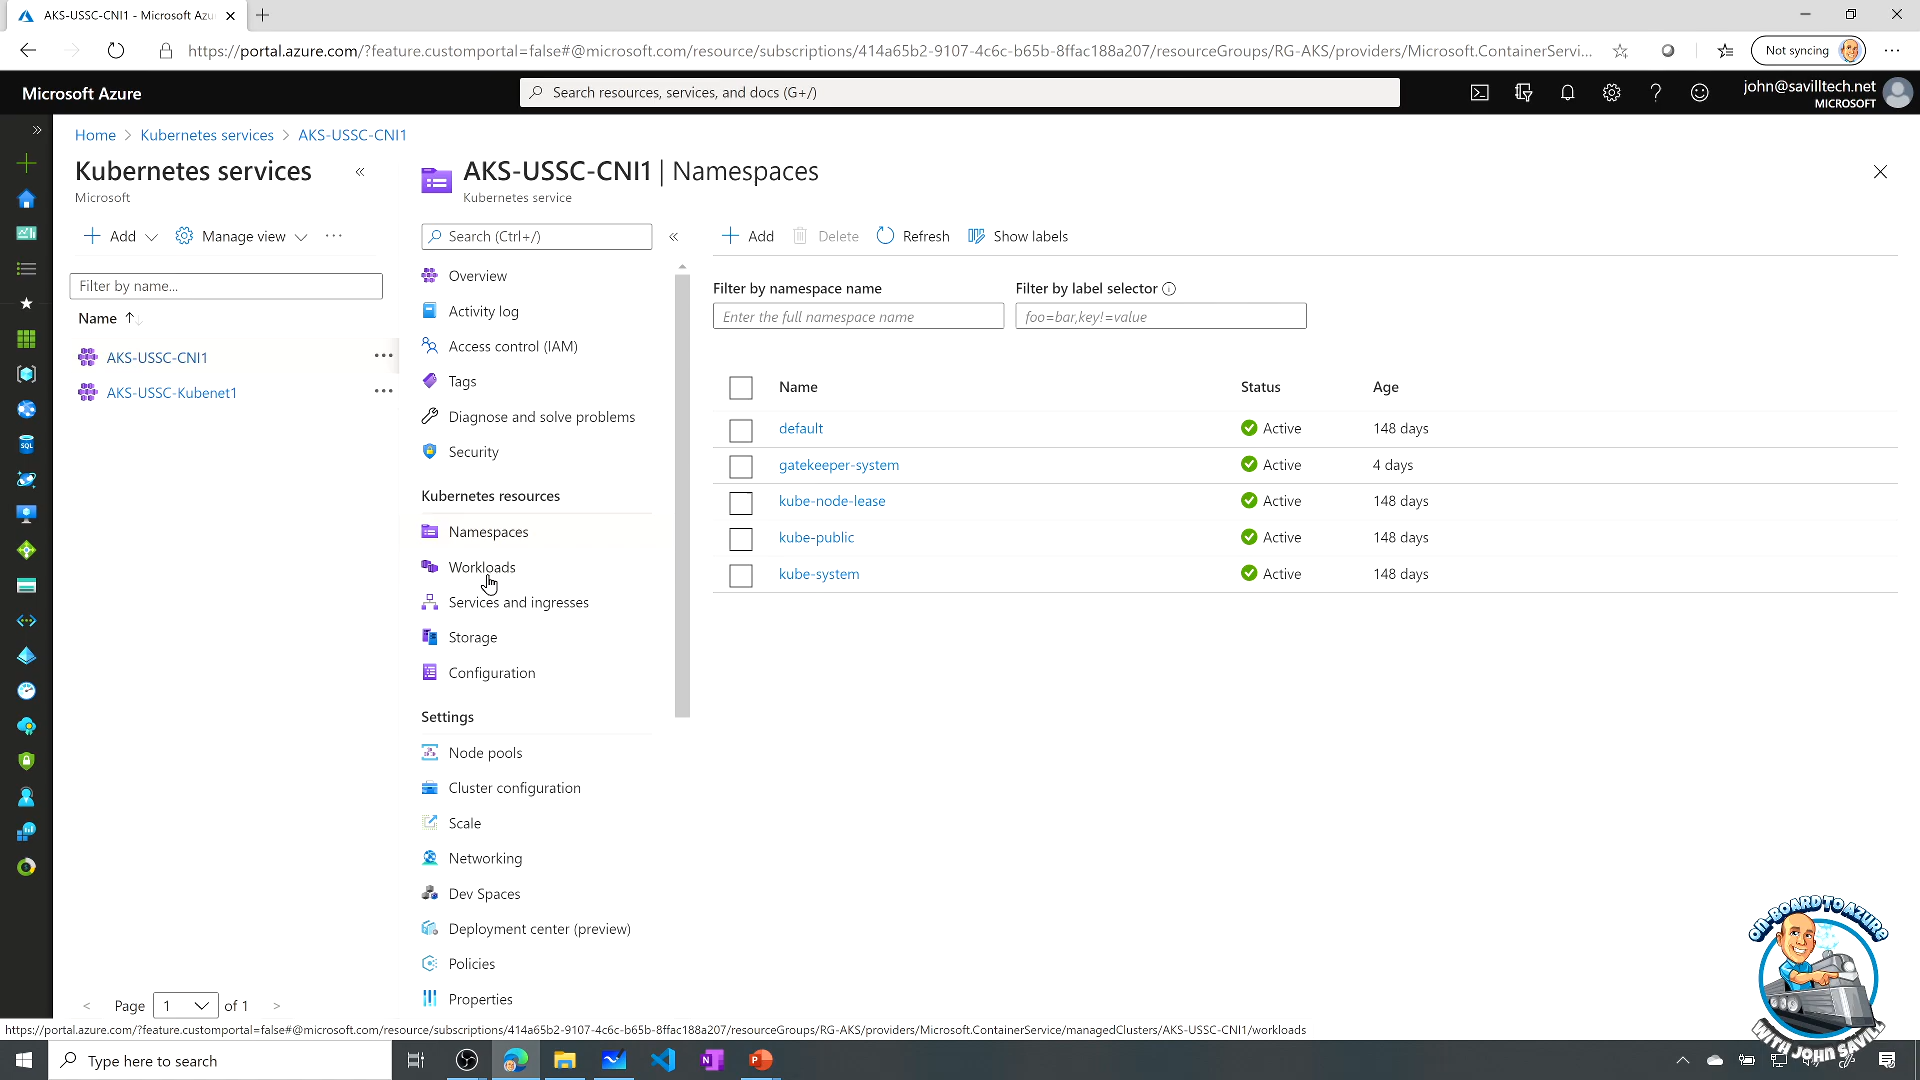 AKS-USSC-CNI1 - Microsoft Azu
https://portal.azure.com/?feature.customportal=false#@microsoft.com/resource/subscriptions/414a65b2-9107-4c6c-b65b-8ffac188a207/resourceGroups/RG-AKS/providers/Microsoft.ContainerServi...
Not syncing
Microsoft Azure
Search resources, services, and docs (G+/)
john@savilltech.net
MICROSOFT
Home > Kubernetes services > AKS-USSC-CNI1
Kubernetes services
Microsoft
Add
Manage view
Filter by name...
Name
AKS-USSC-CNI1
AKS-USSC-Kubenet1
Page 1 of 1
AKS-USSC-CNI1 | Namespaces
Kubernetes service
Search (Ctrl+/)
Overview
Activity log
Access control (IAM)
Tags
Diagnose and solve problems
Security
Kubernetes resources
Namespaces
Workloads
Services and ingresses
Storage
Configuration
Settings
Node pools
Cluster configuration
Scale
Networking
Dev Spaces
Deployment center (preview)
Policies
Properties
Add Delete Refresh Show labels
Filter by namespace name Filter by label selector
Enter the full namespace name foo=bar,key!=value
Name Status Age
default Active 148 days
gatekeeper-system Active 4 days
kube-node-lease Active 148 days
kube-public Active 148 days
kube-system Active 148 days
ON-BOARD TO AZURE
WITH JOHN SAVILL
https://portal.azure.com/?feature.customportal=false#@microsoft.com/resource/subscriptions/414a65b2-9107-4c6c-b65b-8ffac188a207/resourceGroups/RG-AKS/providers/Microsoft.ContainerService/managedClusters/AKS-USSC-CNI1/workloads
Type here to search